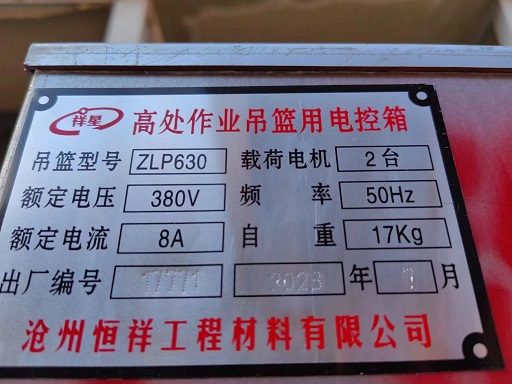 祥星 高处作业吊篮用电控箱
吊篮型号 ZLP630 载荷电机 2台
额定电压 380V 频率 50Hz
额定电流 8A 自重 17Kg
出厂编号 年 月
沧州恒祥工程材料有限公司